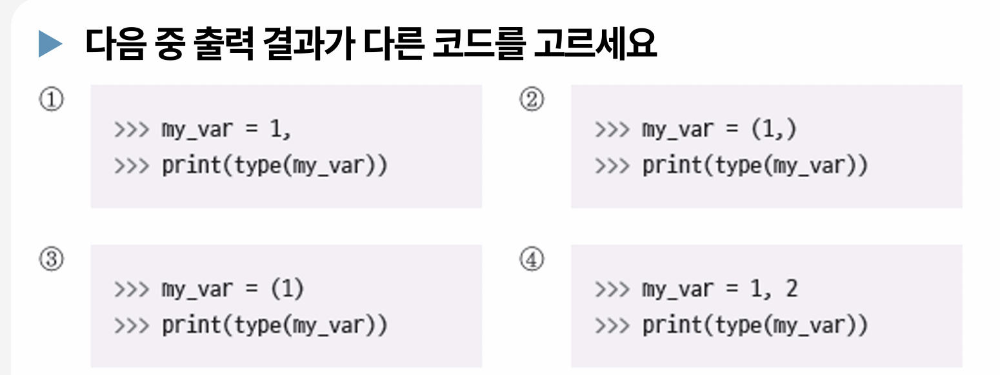 ▶ 다음 중 출력 결과가 다른 코드를 고르세요
①
>>> my_var = 1,
>>> print(type(my_var))
②
>>> my_var = (1,)
>>> print(type(my_var))
③
>>> my_var = (1)
>>> print(type(my_var))
④
>>> my_var = 1, 2
>>> print(type(my_var))